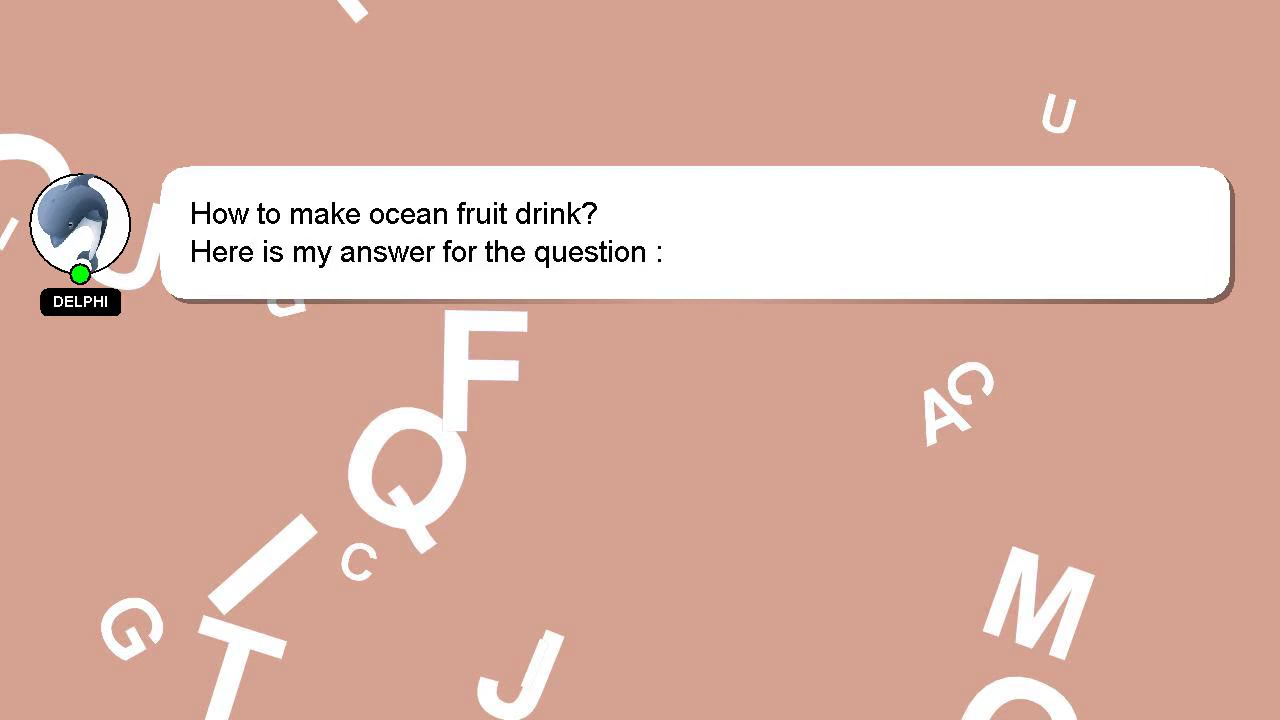 U
How to make ocean fruit drink?
Here is my answer for the question :
DELPHI
J
F
C
A
Q
I
C
M
G
T
J